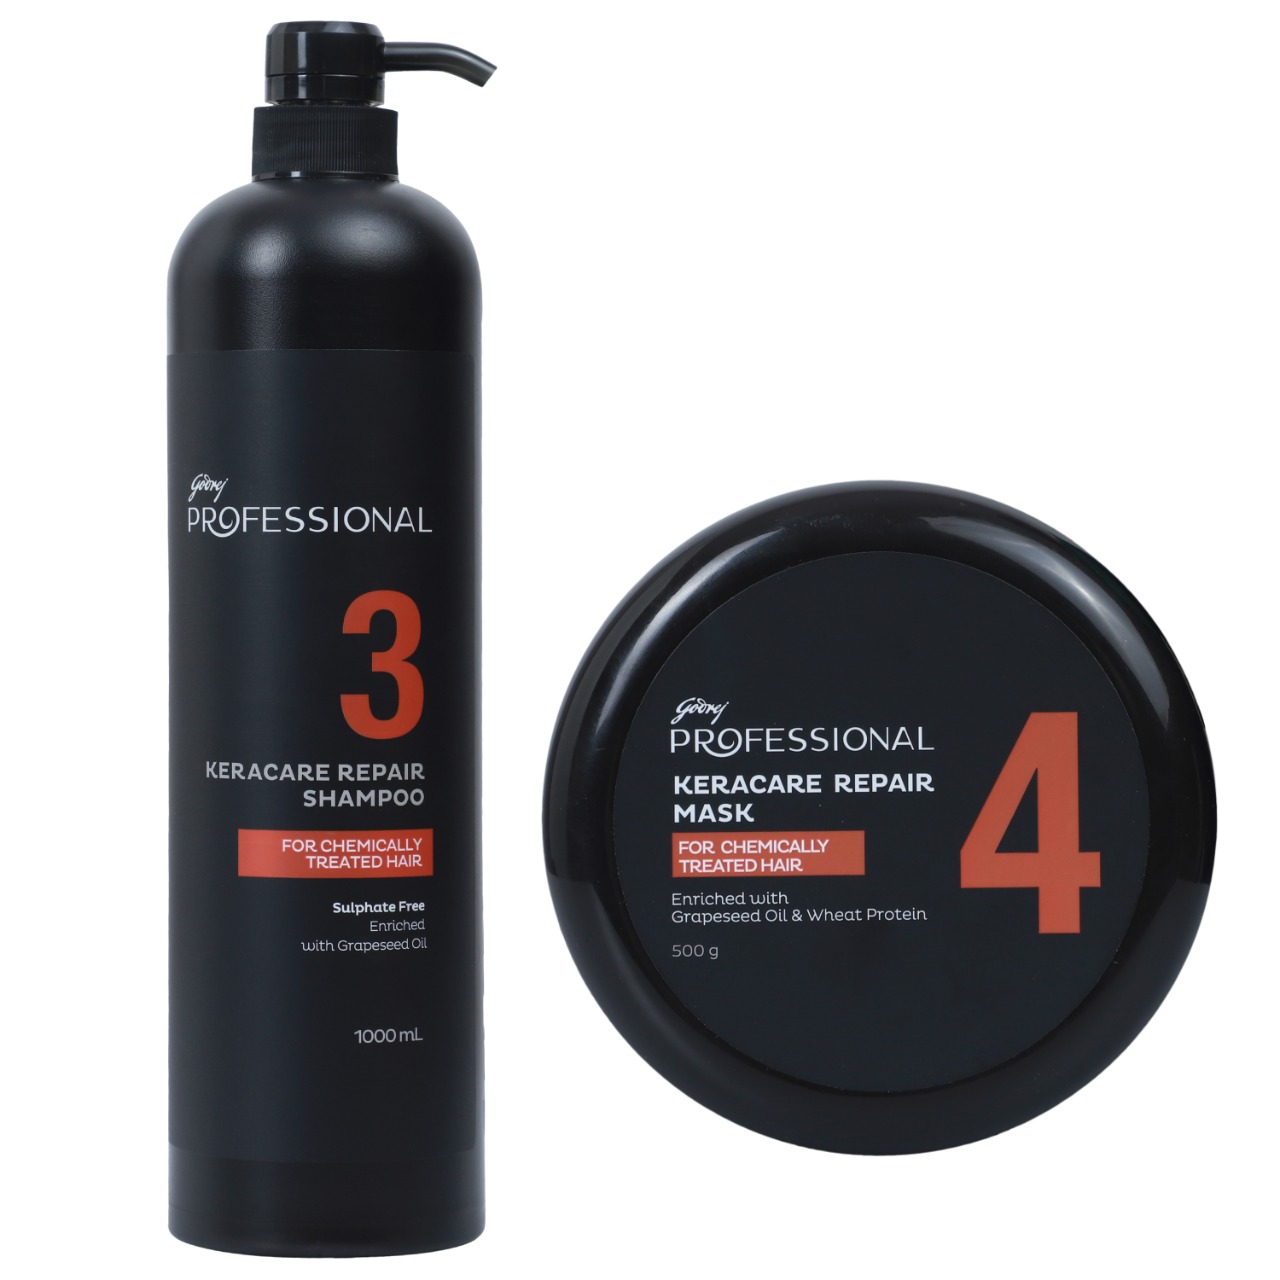 Godrej
PROFESSIONAL
3
KERACARE REPAIR
SHAMPOO
FOR CHEMICALLY
TREATED HAIR
Sulphate Free
Enriched
with Grapeseed Oil
1000 mL
Godrej
PROFESSIONAL
KERACARE REPAIR
MASK
4
FOR CHEMICALLY
TREATED HAIR
Enriched with
Grapeseed Oil & Wheat Protein
500 g